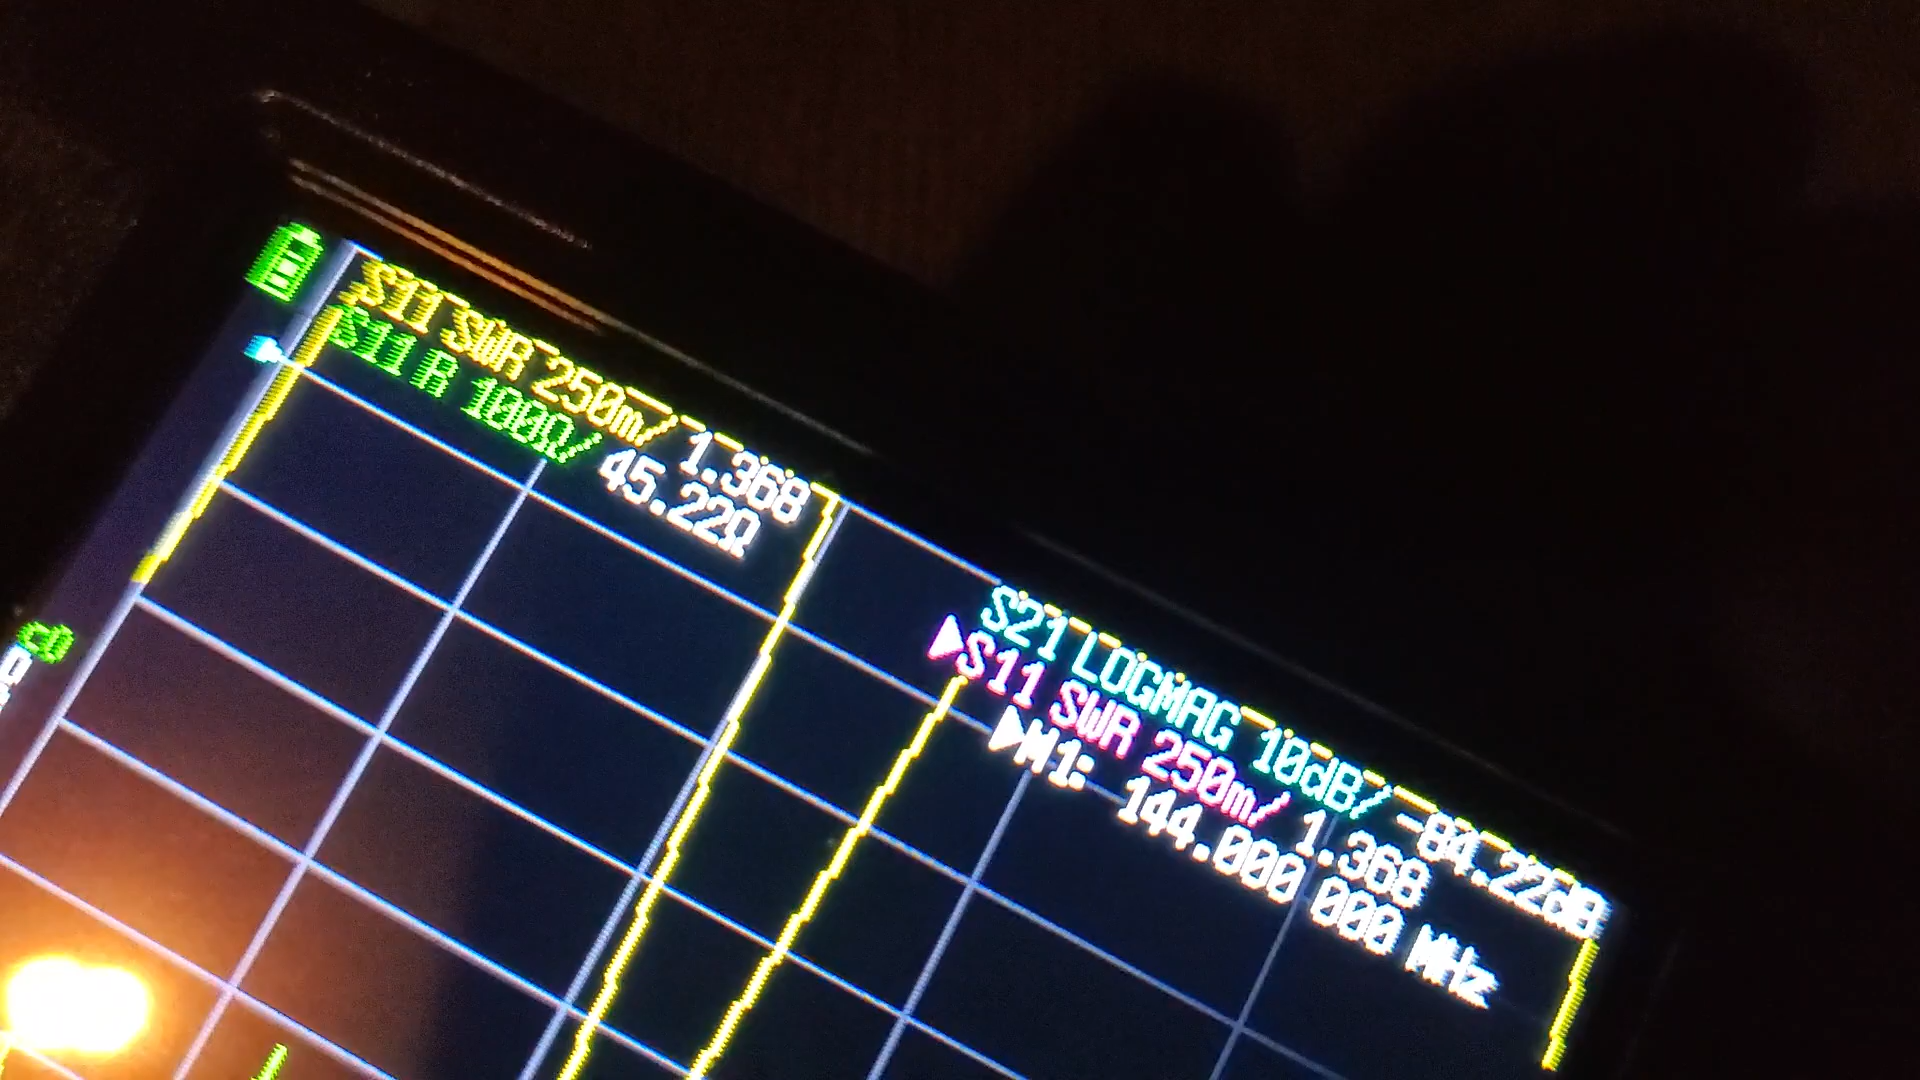 S11 SWR 250m/ 1.368
S11 R 100Ω/ 45.22Ω
S21 LOGMAG 10dB/ -84.22dB
▶S11 SWR 250m/ 1.368
▶M1: 144.000 000 MHz